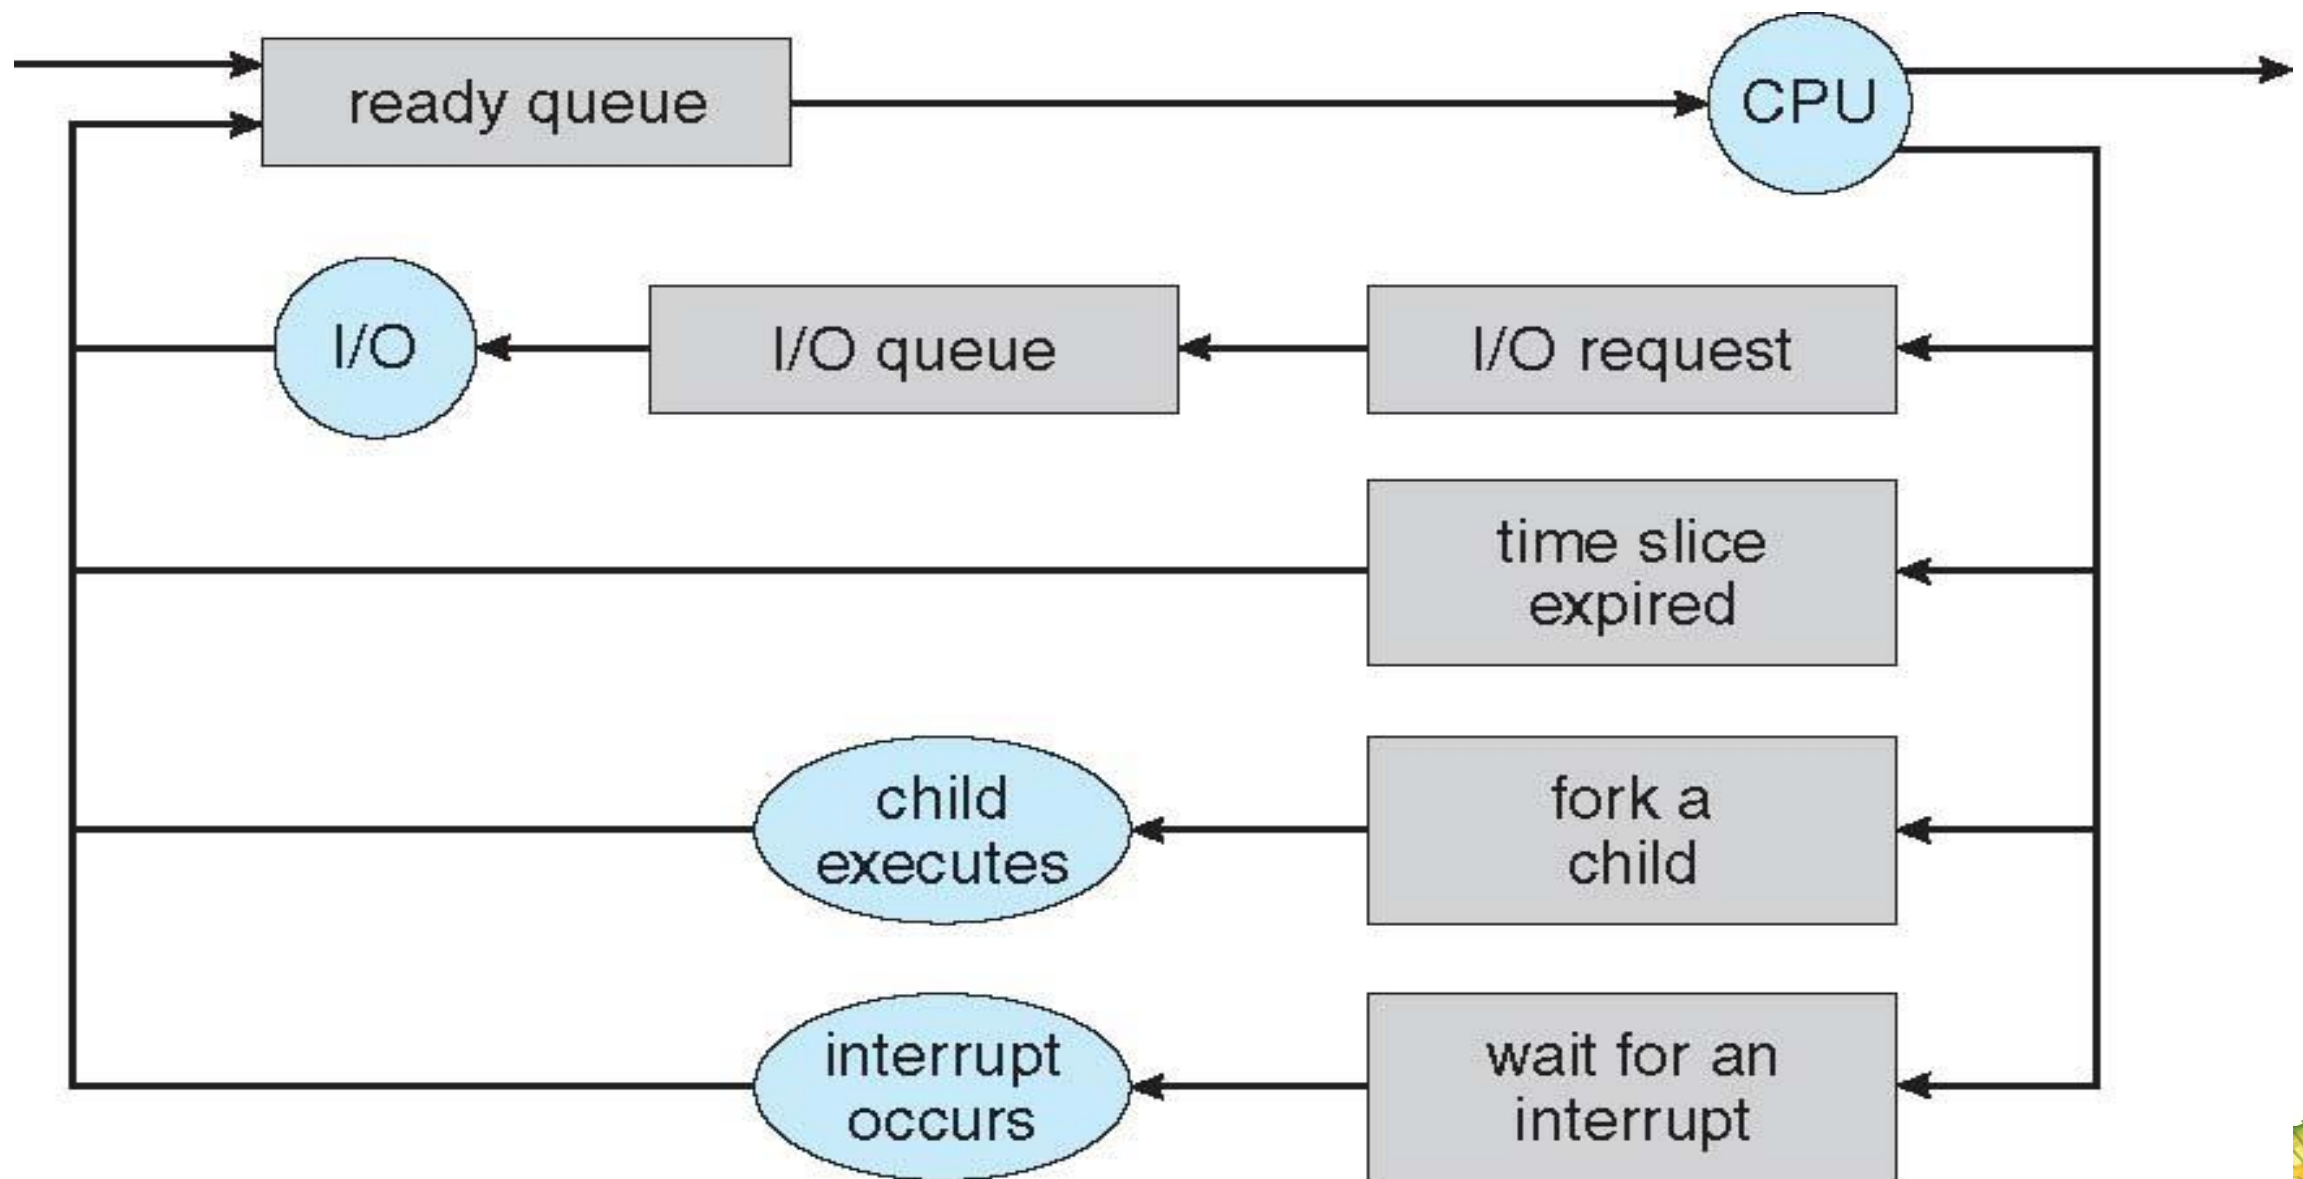 ready queue
CPU
I/O
I/O queue
I/O request
time slice
expired
child
executes
fork a
child
interrupt
occurs
wait for an
interrupt